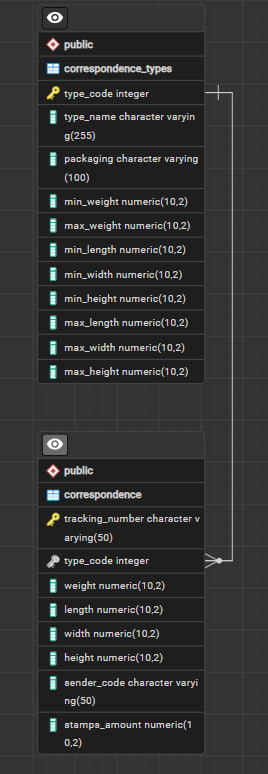 public
correspondence_types
type_code integer
type_name character varyin
g(255)
packaging character varying
(100)
min_weight numeric(10,2)
max_weight numeric(10,2)
min_length numeric(10,2)
min_width numeric(10,2)
min_height numeric(10,2)
max_length numeric(10,2)
max_width numeric(10,2)
max_height numeric(10,2)
public
correspondence
tracking_number character v
arying(50)
type_code integer
weight numeric(10,2)
length numeric(10,2)
width numeric(10,2)
height numeric(10,2)
sender_code character varyi
ng(50)
stamps_amount numeric(1
0,2)